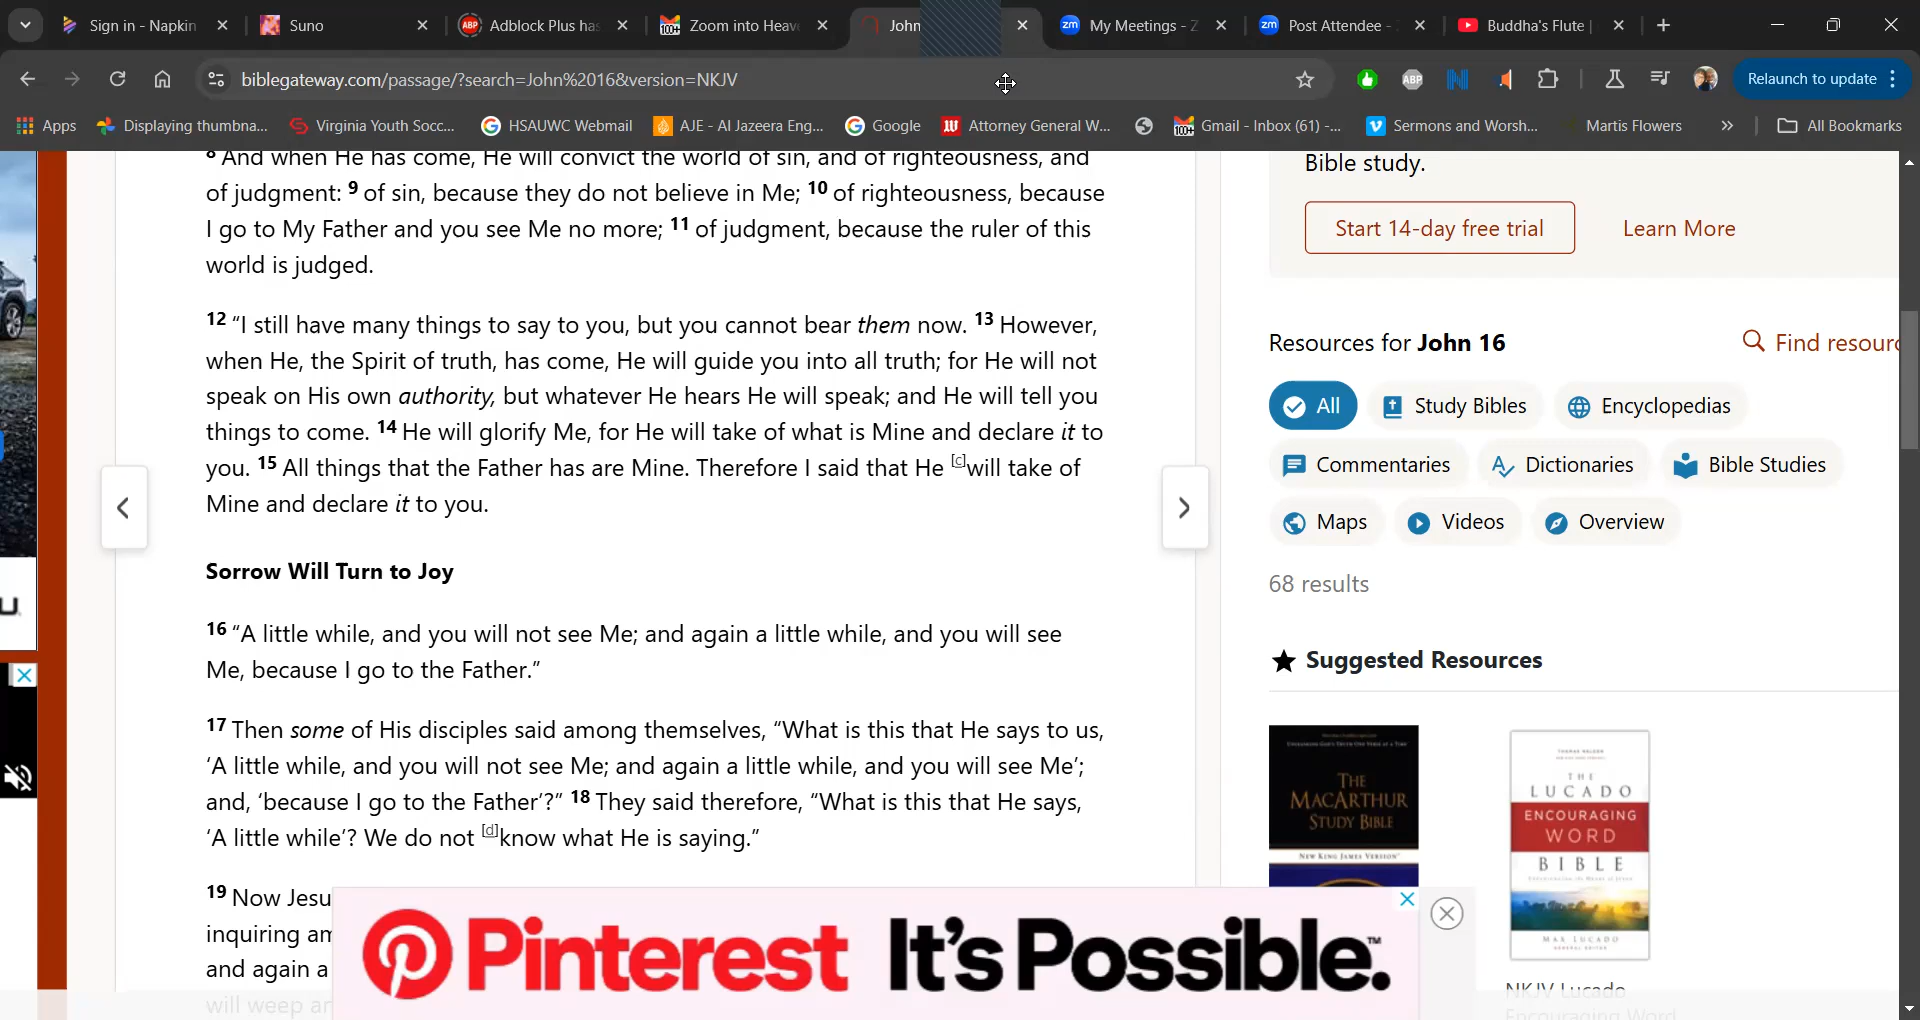 Sign in - Napkin
Suno
Adblock Plus has
Zoom into Heav
John
My Meetings - Z
Post Attendee -
Buddha's Flute |
biblegateway.com/passage/?search=John%2016&version=NKJV
ABP
Relaunch to update
Apps
Displaying thumbna...
Virginia Youth Socc...
HSAUWC Webmail
AJE - Al Jazeera Eng...
Google
Attorney General W...
Gmail - Inbox (61) -...
Sermons and Worsh...
Martis Flowers
»
All Bookmarks
8 And when He has come, He will convict the world of sin, and of righteousness, and
of judgment: 9 of sin, because they do not believe in Me; 10 of righteousness, because
I go to My Father and you see Me no more; 11 of judgment, because the ruler of this
world is judged.
12 “I still have many things to say to you, but you cannot bear them now. 13 However,
when He, the Spirit of truth, has come, He will guide you into all truth; for He will not
speak on His own authority, but whatever He hears He will speak; and He will tell you
things to come. 14 He will glorify Me, for He will take of what is Mine and declare it to
you. 15 All things that the Father has are Mine. Therefore I said that He [c]will take of
Mine and declare it to you.
Sorrow Will Turn to Joy
16 “A little while, and you will not see Me; and again a little while, and you will see
Me, because I go to the Father.”
17 Then some of His disciples said among themselves, “What is this that He says to us,
‘A little while, and you will not see Me; and again a little while, and you will see Me’;
and, ‘because I go to the Father’?” 18 They said therefore, “What is this that He says,
‘A little while’? We do not [d]know what He is saying.”
19 Now Jesu
inquiring am
and again a
will weep an
Pinterest It's Possible.™
Bible study.
Start 14-day free trial
Learn More
Resources for John 16
Find resourc
All
Study Bibles
Encyclopedias
Commentaries
Dictionaries
Bible Studies
Maps
Videos
Overview
68 results
Suggested Resources
THE
MACARTHUR
STUDY BIBLE
NEW KING JAMES VERSION
THE
LUCADO
ENCOURAGING
WORD
BIBLE
MAX LUCADO
GENERAL EDITOR
NKJV Lucado
Encouraging Word